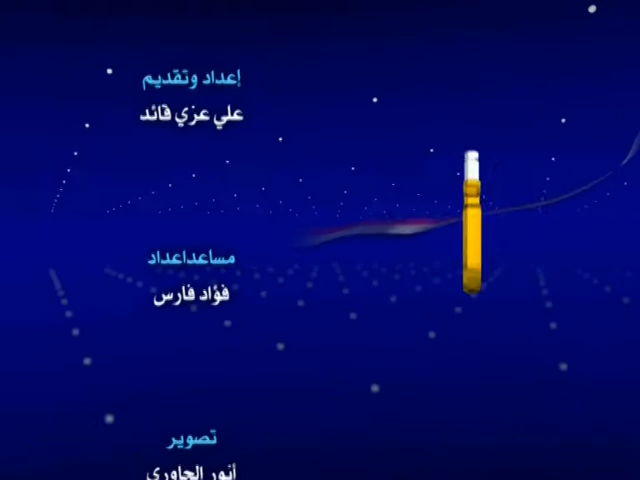 إعداد وتقديم
علي عزي قائد
مساعداعداد
فؤاد فارس
تصوير
أنور الحاوري